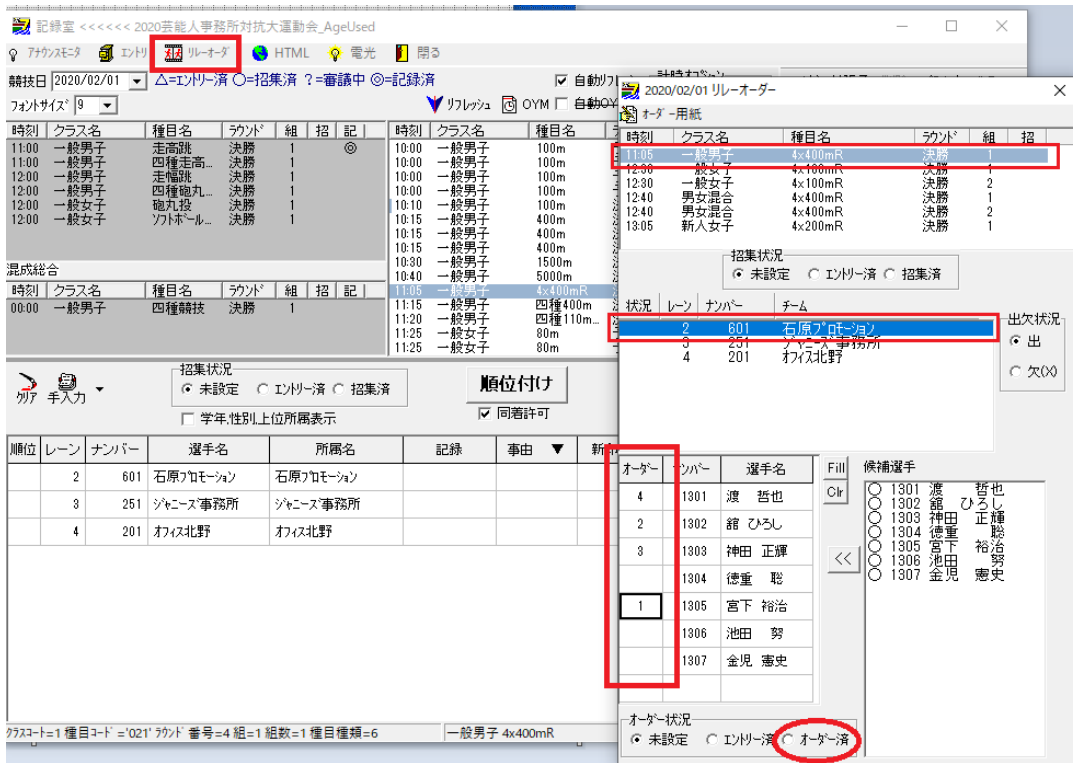 記録室 <<<<<< 2020芸能人事務所対抗大運動会_AgeUsed
ｱﾅｳﾝｽﾓﾆﾀ ｴﾝﾄﾘ ﾘﾚｰｵｰﾀﾞ HTML 電光 閉る
競技日 2020/02/01 △=ｴﾝﾄﾘｰ済 〇=招集済 ？=審議中 ◎=記録済
ﾌｫﾝﾄｻｲｽﾞ 9 ﾘﾌﾚｯｼｭ OYM
時刻 クラス名 種目名 ﾗｳﾝﾄﾞ 組 招 記
11:00 一般男子 走高跳 決勝 1 ◎
11:00 一般男子 四種走高... 決勝 1
12:00 一般男子 走幅跳 決勝 1
12:00 一般男子 四種砲丸... 決勝 1
12:00 一般女子 砲丸投 決勝 1
12:00 一般女子 ｿﾌﾄﾎﾞｰﾙ... 決勝 1
混成総合
時刻 クラス名 種目名 ﾗｳﾝﾄﾞ 組 招 記
00:00 一般男子 四種競技 決勝 1
時刻 クラス名 種目名
10:00 一般男子 100m
10:00 一般男子 100m
10:00 一般男子 100m
10:00 一般男子 100m
10:10 一般男子 100m
10:15 一般男子 400m
10:15 一般男子 400m
10:15 一般男子 400m
10:30 一般男子 1500m
10:40 一般男子 5000m
11:05 一般男子 4x400mR
11:15 一般男子 四種400m
11:20 一般男子 四種110m...
11:25 一般女子 80m
11:25 一般女子 80m
ｸﾘｱ 手入力
招集状況
未設定 ｴﾝﾄﾘｰ済 招集済
学年,性別,上位所属表示
順位付け
同着許可
順位 レーン ナンバー 選手名 所属名 記録 事由 ▼
2 601 石原ﾌﾟﾛﾓｰｼｮﾝ 石原ﾌﾟﾛﾓｰｼｮﾝ
3 251 ｼﾞｬﾆｰｽﾞ事務所 ｼﾞｬﾆｰｽﾞ事務所
4 201 ｵﾌｨｽ北野 ｵﾌｨｽ北野
ｸﾗｽｺｰﾄ=1 種目ｺｰﾄﾞ='021' ﾗｳﾝﾄﾞ番号=4 組=1 組数=1 種目種類=6
一般男子 4x400mR
2020/02/01 リレーオーダー
ｵｰﾀﾞｰ用紙
時刻 クラス名 種目名 ﾗｳﾝﾄﾞ 組 招
11:05 一般男子 4x400mR 決勝 1
12:30 一般女子 4x100mR 決勝 1
12:30 一般女子 4x100mR 決勝 2
12:40 男女混合 4x400mR 決勝 1
12:40 男女混合 4x400mR 決勝 2
13:05 新人女子 4x200mR 決勝 1
招集状況
未設定 ｴﾝﾄﾘｰ済 招集済
状況 ﾚｰﾝ ﾅﾝﾊﾞｰ ﾁｰﾑ
2 601 石原ﾌﾟﾛﾓｰｼｮﾝ
3 251 ｼﾞｬﾆｰｽﾞ事務所
4 201 ｵﾌｨｽ北野
出欠状況
出
欠(X)
ｵｰﾀﾞｰ ﾅﾝﾊﾞｰ 選手名
4 1301 渡 哲也
2 1302 舘 ひろし
3 1303 神田 正輝
1304 徳重 聡
1 1305 宮下 裕治
1306 池田 努
1307 金児 憲史
Fill
Clr
<<
候補選手
〇 1301 渡 哲也
〇 1302 舘 ひろし
〇 1303 神田 正輝
〇 1304 徳重 聡
〇 1305 宮下 裕治
〇 1306 池田 努
〇 1307 金児 憲史
ｵｰﾀﾞｰ状況
未設定 ｴﾝﾄﾘｰ済 ｵｰﾀﾞｰ済